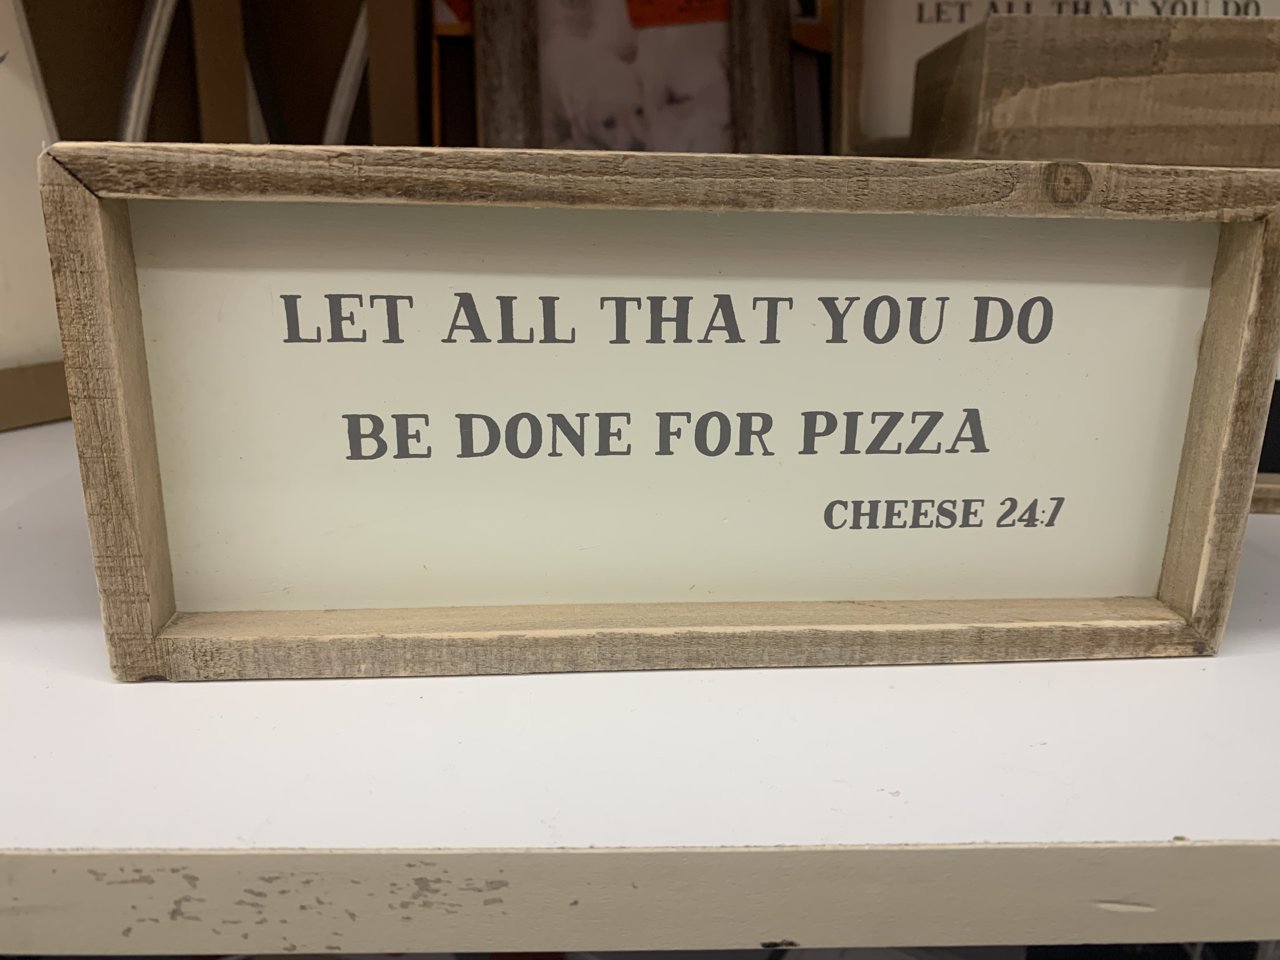 LET ALL THAT YOU DO
LET ALL THAT YOU DO
BE DONE FOR PIZZA
CHEESE 24:7